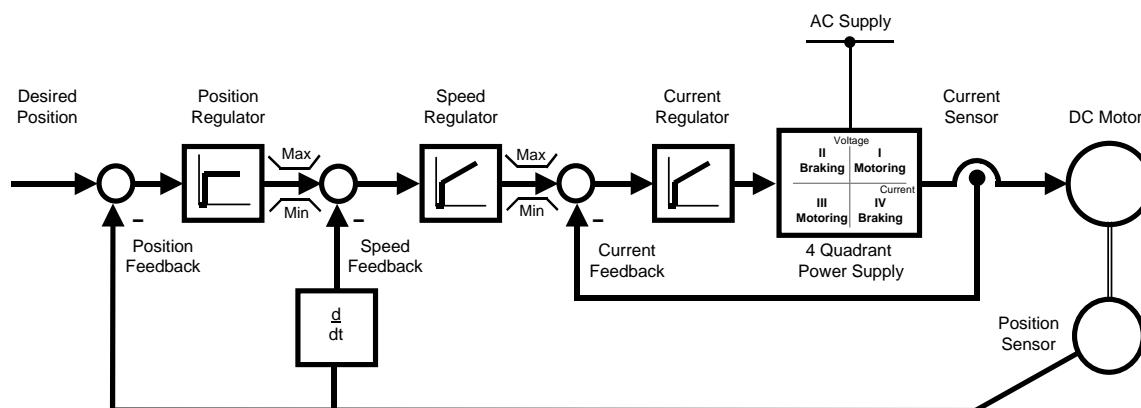 AC Supply
Desired
Position
Position
Regulator
Speed
Regulator
Current
Regulator
Current
Sensor
DC Motor
Max
Min
Max
Min
Voltage
II
Braking
I
Motoring
Current
III
Motoring
IV
Braking
–
–
–
Position
Feedback
Speed
Feedback
Current
Feedback
4 Quadrant
Power Supply
d
dt
Position
Sensor